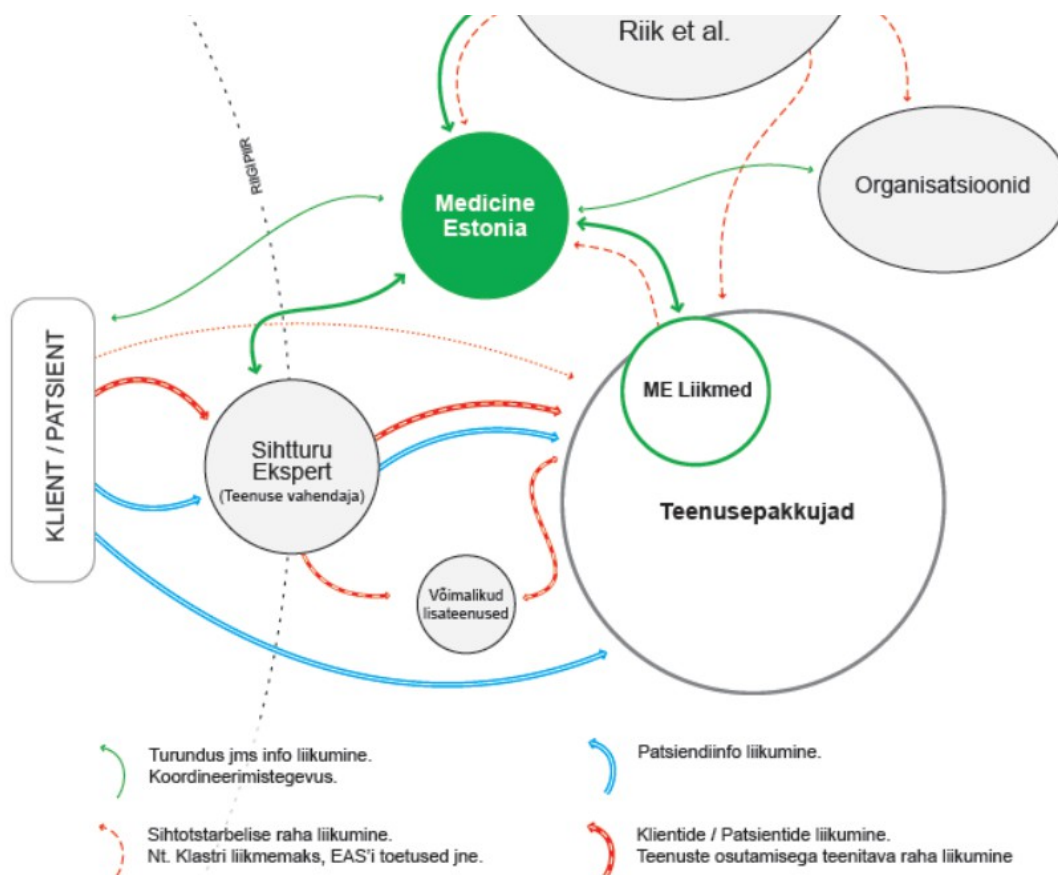 Riik et al.
Organisatsioonid
RIIGIPIIR
Medicine
Estonia
KLIENT / PATSIENT
ME Liikmed
Sihtturu
Ekspert
(Teenuse vahendaja)
Teenusepakkujad
Võimalikud
lisateenused
Turundus jms info liikumine.
Koordineerimistegevus.
Patsiendiinfo liikumine.
Sihtotstarbelise raha liikumine.
Nt. Klastri liikmemaks, EAS'i toetused jne.
Klientide / Patsientide liikumine.
Teenuste osutamisega teenitava raha liikumine